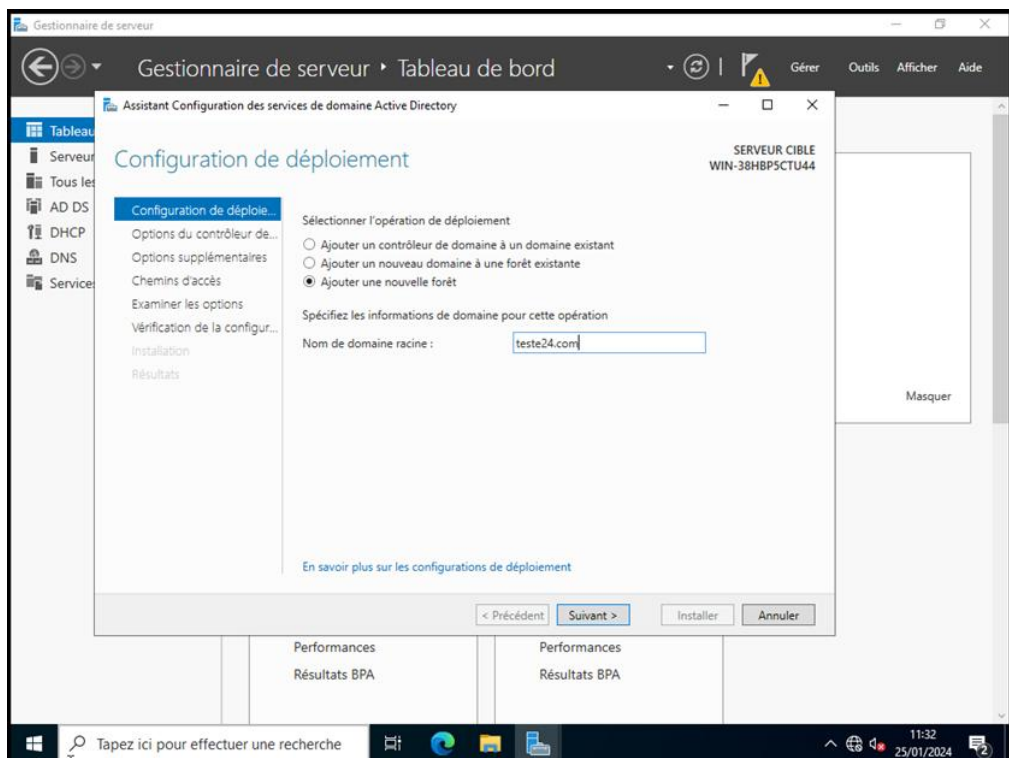 Gestionnaire de serveur
Gestionnaire de serveur • Tableau de bord
Gérer Outils Afficher Aide
Assistant Configuration des services de domaine Active Directory
Configuration de déploiement
SERVEUR CIBLE
WIN-38HBP5CTU44
Tableau
Serveur
Tous les
AD DS
DHCP
DNS
Service
Configuration de déploie...
Options du contrôleur de...
Options supplémentaires
Chemins d'accès
Examiner les options
Vérification de la configur...
Installation
Résultats
Sélectionner l'opération de déploiement
Ajouter un contrôleur de domaine à un domaine existant
Ajouter un nouveau domaine à une forêt existante
Ajouter une nouvelle forêt
Spécifiez les informations de domaine pour cette opération
Nom de domaine racine : teste24.com
Masquer
En savoir plus sur les configurations de déploiement
< Précédent Suivant > Installer Annuler
Performances Performances
Résultats BPA Résultats BPA
Tapez ici pour effectuer une recherche
11:32
25/01/2024
2